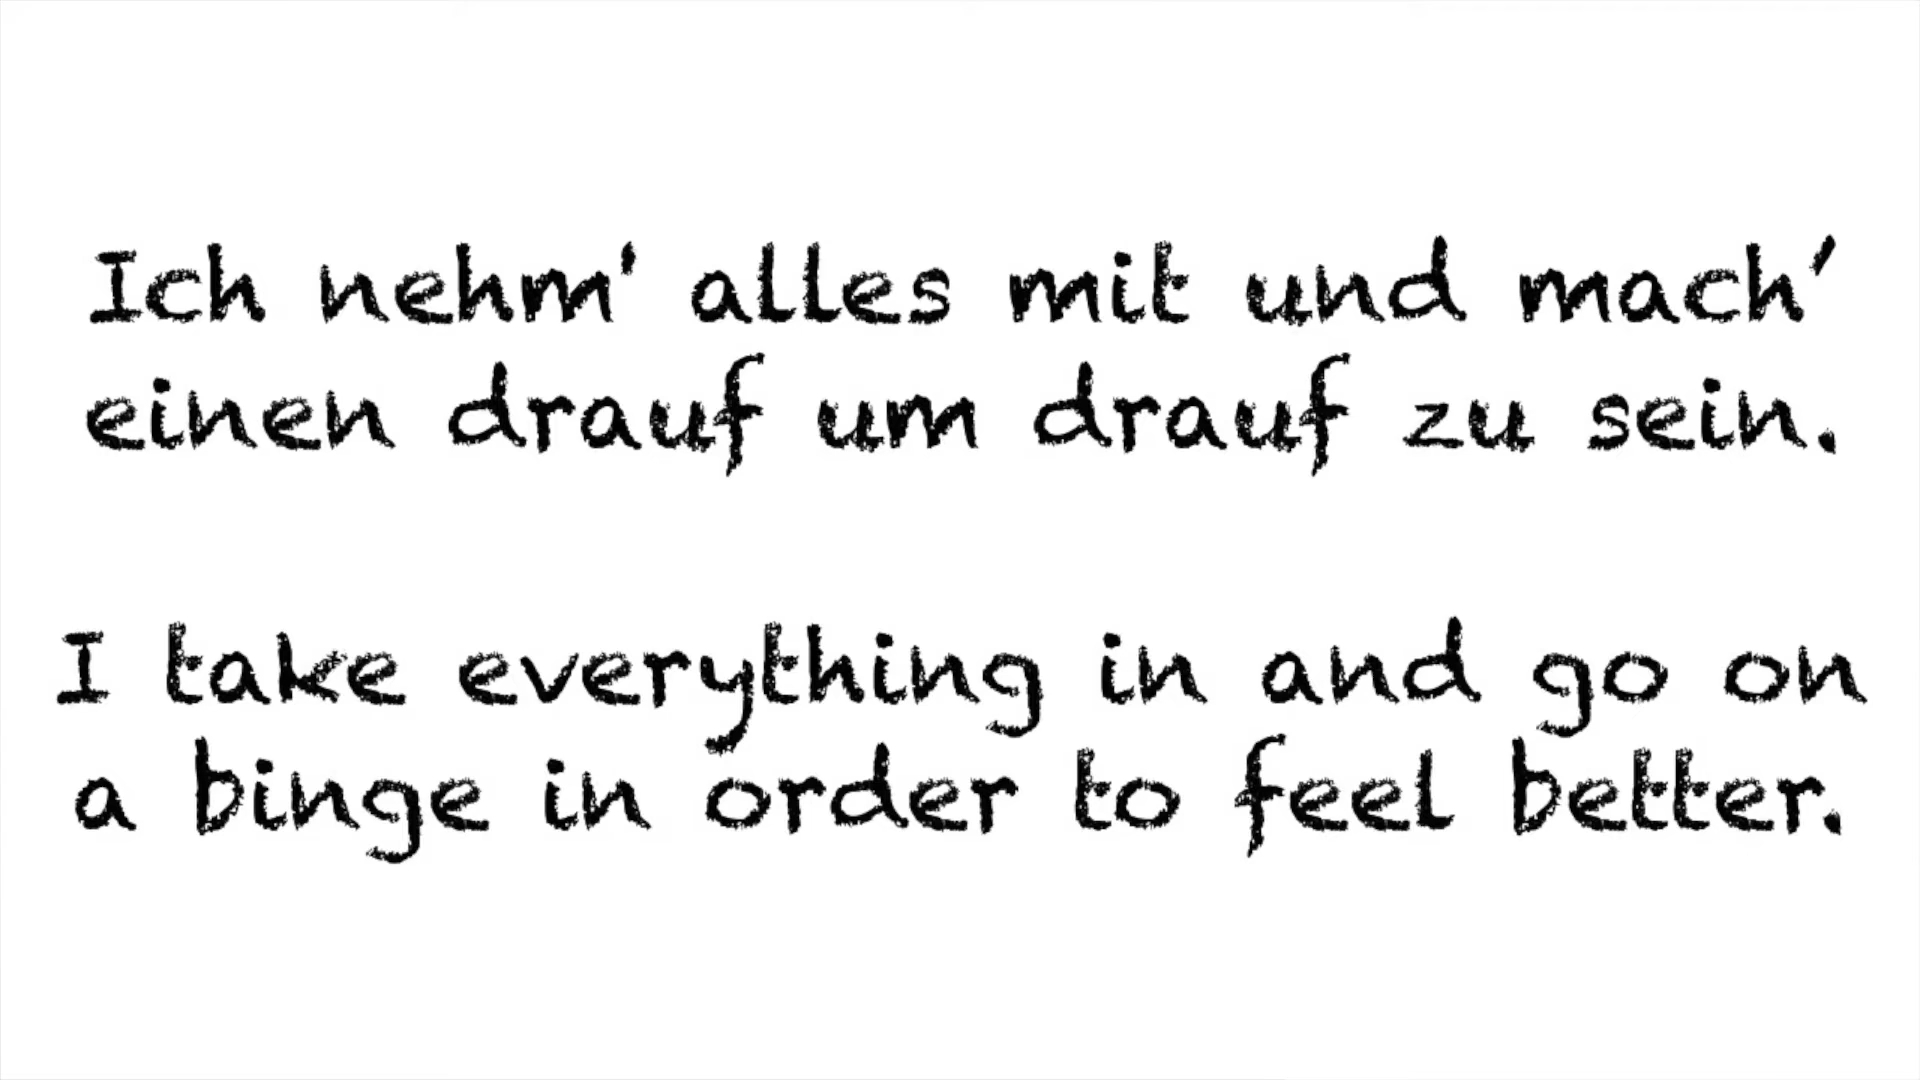 Ich nehm' alles mit und mach’
einen drauf um drauf zu sein.
I take everything in and go on
a binge in order to feel better.